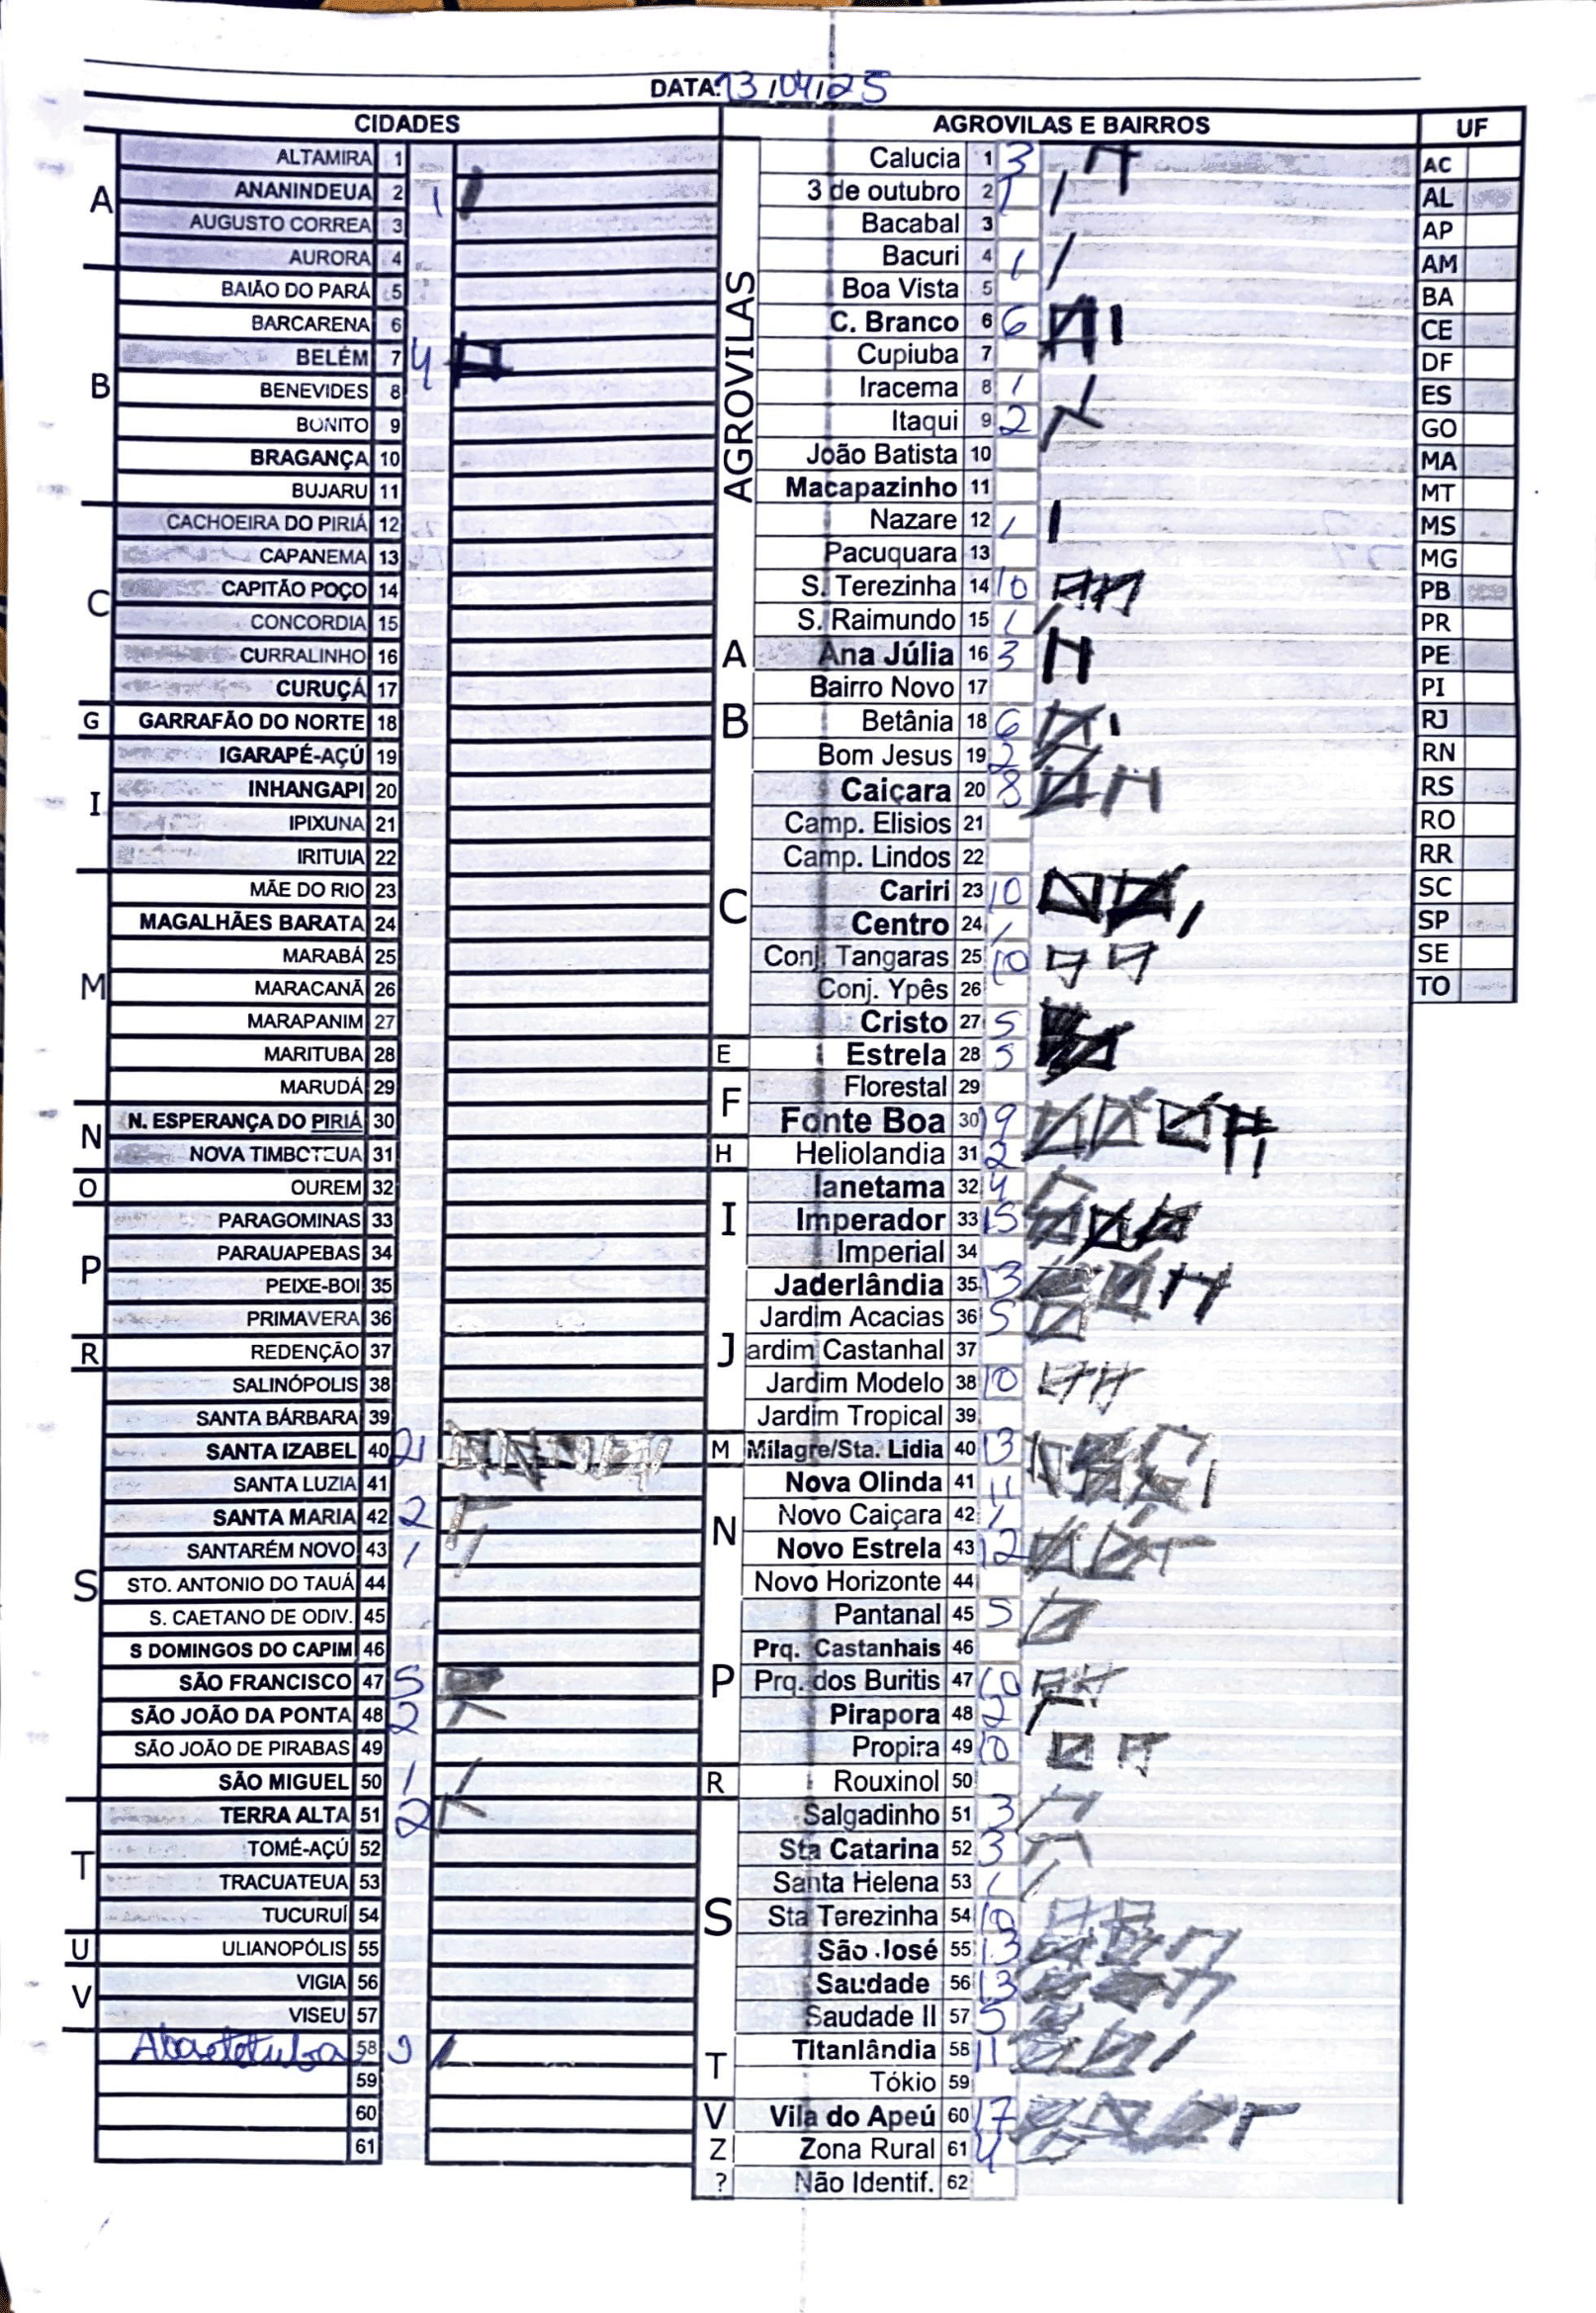 DATA: 13/04/25
CIDADES
AGROVILAS E BAIRROS
UF
A
ALTAMIRA 1
ANANINDEUA 2 1
AUGUSTO CORREA 3
AURORA 4
B
BAIÃO DO PARÁ 5
BARCARENA 6
BELÉM 7 4
BENEVIDES 8
BONITO 9
BRAGANÇA 10
BUJARU 11
C
CACHOEIRA DO PIRIÁ 12
CAPANEMA 13
CAPITÃO POÇO 14
CONCORDIA 15
CURRALINHO 16
CURUÇÁ 17
G
GARRAFÃO DO NORTE 18
I
IGARAPÉ-AÇÚ 19
INHANGAPI 20
IPIXUNA 21
IRITUIA 22
M
MÃE DO RIO 23
MAGALHÃES BARATA 24
MARABÁ 25
MARACANÃ 26
MARAPANIM 27
MARITUBA 28
MARUDÁ 29
N
N. ESPERANÇA DO PIRIÁ 30
NOVA TIMBOTEUA 31
O
OUREM 32
P
PARAGOMINAS 33
PARAUAPEBAS 34
PEIXE-BOI 35
PRIMAVERA 36
R
REDENÇÃO 37
S
SALINÓPOLIS 38
SANTA BÁRBARA 39
SANTA IZABEL 40 21
SANTA LUZIA 41
SANTA MARIA 42 2
SANTARÉM NOVO 43 1
STO. ANTONIO DO TAUÁ 44
S. CAETANO DE ODIV. 45
S DOMINGOS DO CAPIM 46
SÃO FRANCISCO 47 5
SÃO JOÃO DA PONTA 48 2
SÃO JOÃO DE PIRABAS 49
SÃO MIGUEL 50 1
T
TERRA ALTA 51 2
TOMÉ-AÇÚ 52
TRACUATEUA 53
TUCURUÍ 54
U
ULIANOPÓLIS 55
V
VIGIA 56
VISEU 57
Abaetetuba 58
59
60
61
AGROVILAS
Calucia 1 3
3 de outubro 2 1
Bacabal 3
Bacuri 4 1
Boa Vista 5
C. Branco 6 6
Cupiuba 7
Iracema 8 1
Itaqui 9 2
João Batista 10
Macapazinho 11
Nazare 12 1
Pacuquara 13
S. Terezinha 14 10
S. Raimundo 15 1
A
Ana Júlia 16 3
Bairro Novo 17
B
Betânia 18 6
Bom Jesus 19 2
Caiçara 20 8
Camp. Elisios 21
Camp. Lindos 22
C
Cariri 23 10
Centro 24 1
Conj. Tangaras 25 10
Conj. Ypês 26
Cristo 27 5
E
Estrela 28 5
F
Florestal 29
Fonte Boa 30 19
H
Heliolandia 31 2
I
Ianetama 32 4
Imperador 33 15
Imperial 34
J
Jaderlândia 35 13
Jardim Acacias 36 5
Jardim Castanhal 37
Jardim Modelo 38 10
Jardim Tropical 39
M
Milagre/Sta. Lidia 40 13
N
Nova Olinda 41 11
Novo Caiçara 42 1
Novo Estrela 43 12
Novo Horizonte 44
P
Pantanal 45 5
Prq. Castanhais 46
Prq. dos Buritis 47 10
Pirapora 48 2
Propira 49 10
R
Rouxinol 50
S
Salgadinho 51 3
Sta Catarina 52 3
Santa Helena 53 1
Sta Terezinha 54 10
São José 55 13
Saudade 56 13
Saudade II 57 5
T
Titanlândia 58 11
Tókio 59
V
Vila do Apeú 60 17
Z
Zona Rural 61 4
?
Não Identif. 62
AC
AL
AP
AM
BA
CE
DF
ES
GO
MA
MT
MS
MG
PB
PR
PE
PI
RJ
RN
RS
RO
RR
SC
SP
SE
TO